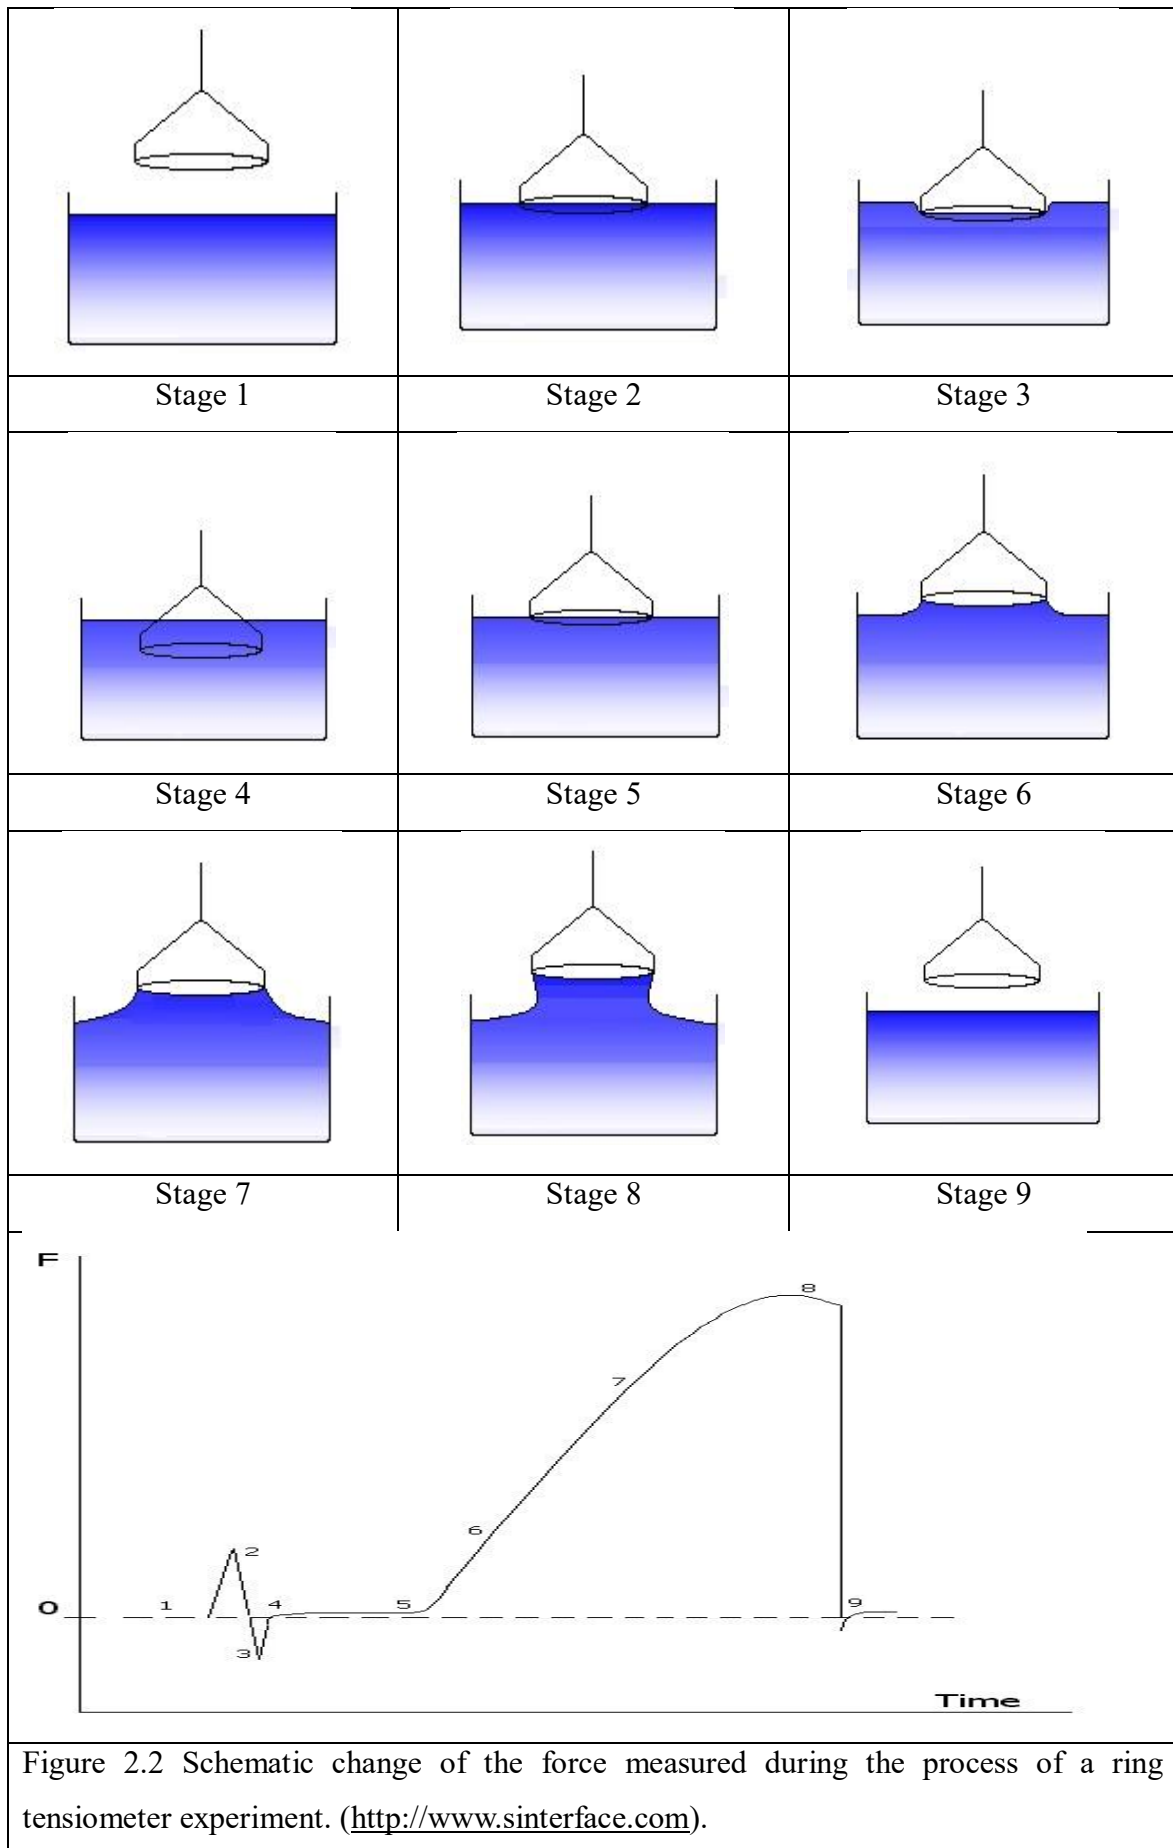 Stage 1
Stage 2
Stage 3
Stage 4
Stage 5
Stage 6
Stage 7
Stage 8
Stage 9
F
8
7
6
2
0
1
4
5
9
3
Time
Figure 2.2 Schematic change of the force measured during the process of a ring
tensiometer experiment. (http://www.sinterface.com).